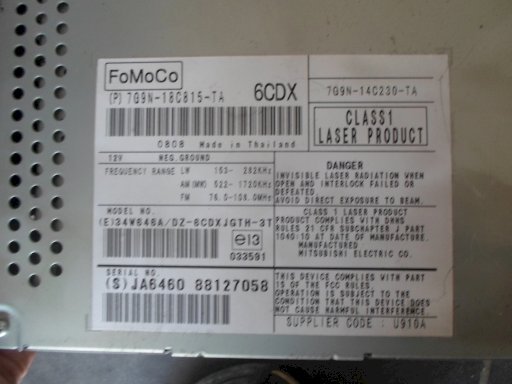 FoMoCo
(P) 7G9N-18C815-TA 6CDX
0808 Made in Thailand
7G9N-14C230-TA
CLASS1
LASER PRODUCT
12V NEG.GROUND
FREQUENCY RANGE LW 153- 282KHz
AM(MW) 522- 1720KHz
FM 76.0-108.0MHz
DANGER
INVISIBLE LASER RADIATION WHEN
OPEN AND INTERLOCK FAILED OR
DEFEATED.
AVOID DIRECT EXPOSURE TO BEAM.
MODEL NO.
(E)34W646A/DZ-6CDXJGTH-3T
e13
033591
CLASS 1 LASER PRODUCT
PRODUCT COMPLIES WITH DHHS
RULES 21 CFR SUBCHAPTER J PART
1040:10 AT DATE OF MANUFACTURE.
MANUFACTURED
MITSUBISHI ELECTRIC CO.
SERIAL NO.
(S)JA6460 88127058
THIS DEVICE COMPLIES WITH PART
15 OF THE FCC RULES.
OPERATION IS SUBJECT TO THE
CONDITION THAT THIS DEVICE DOES
NOT CAUSE HARMFUL INTERFERENCE.
SUPPLIER CODE : U910A